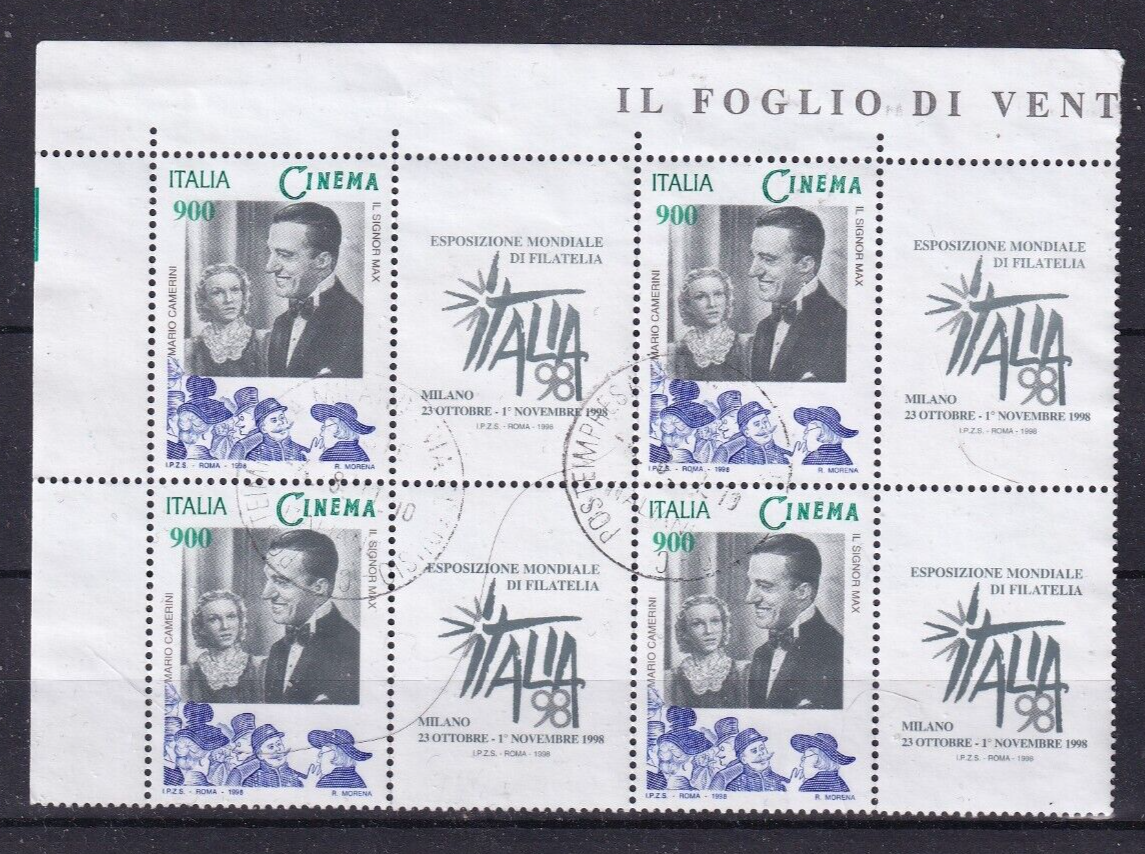 IL FOGLIO DI VENT
ITALIA CINEMA
900
IL SIGNOR MAX
MARIO CAMERINI
I.P.Z.S. - ROMA - 1998 R. MORENA
ESPOSIZIONE MONDIALE
DI FILATELIA
ITALIA
98
MILANO
23 OTTOBRE - 1° NOVEMBRE 1998
I.P.Z.S. - ROMA - 1998
ITALIA CINEMA
900
IL SIGNOR MAX
MARIO CAMERINI
I.P.Z.S. - ROMA - 1998 R. MORENA
POSTEIMPRESA
ESPOSIZIONE MONDIALE
DI FILATELIA
ITALIA
98
MILANO
23 OTTOBRE - 1° NOVEMBRE 1998
I.P.Z.S. - ROMA - 1998
ITALIA CINEMA
900
IL SIGNOR MAX
MARIO CAMERINI
I.P.Z.S. - ROMA - 1998 R. MORENA
ESPOSIZIONE MONDIALE
DI FILATELIA
ITALIA
98
MILANO
23 OTTOBRE - 1° NOVEMBRE 1998
I.P.Z.S. - ROMA - 1998
ITALIA CINEMA
900
IL SIGNOR MAX
MARIO CAMERINI
I.P.Z.S. - ROMA - 1998 R. MORENA
ESPOSIZIONE MONDIALE
DI FILATELIA
ITALIA
98
MILANO
23 OTTOBRE - 1° NOVEMBRE 1998
I.P.Z.S. - ROMA - 1998